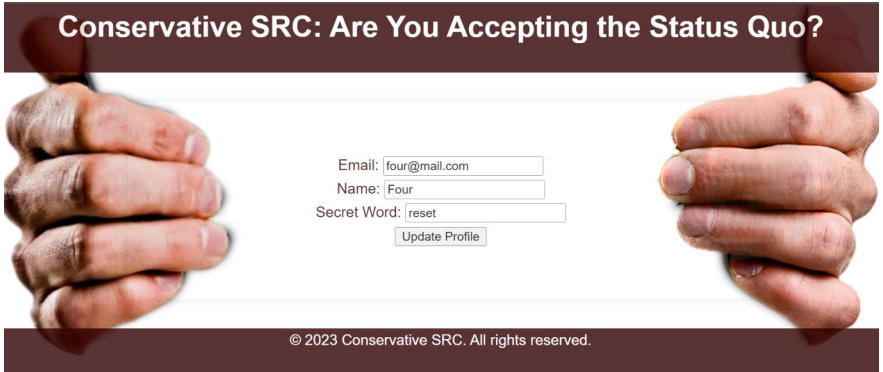 Conservative SRC: Are You Accepting the Status Quo?
Email: four@mail.com
Name: Four
Secret Word: reset
Update Profile
© 2023 Conservative SRC. All rights reserved.